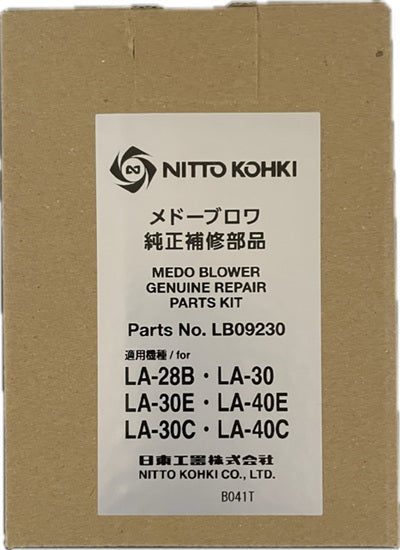 NITTO KOHKI
メドーブロワ
純正補修部品
MEDO BLOWER
GENUINE REPAIR
PARTS KIT
Parts No. LB09230
適用機種 / for
LA-28B・LA-30
LA-30E・LA-40E
LA-30C・LA-40C
日東工器株式会社
NITTO KOHKI CO., LTD.
B041T